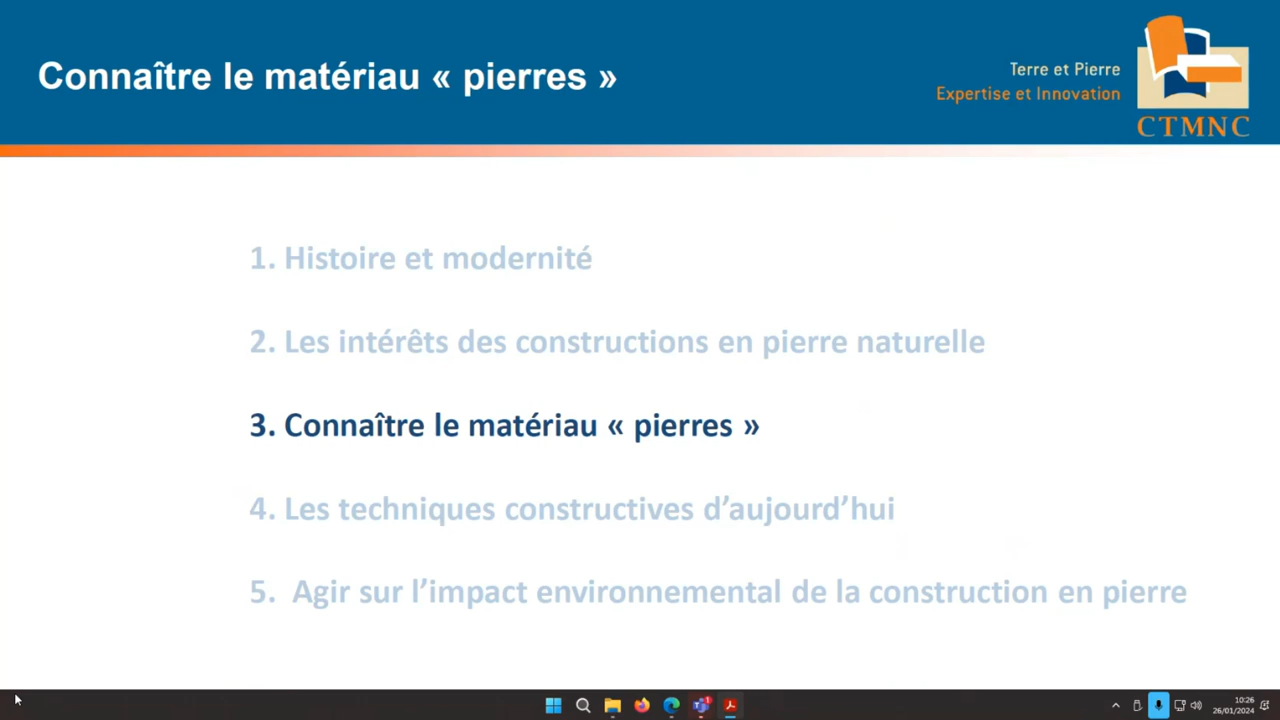 Connaître le matériau « pierres »
Terre et Pierre
Expertise et Innovation
CTMNC
1. Histoire et modernité
2. Les intérêts des constructions en pierre naturelle
3. Connaître le matériau « pierres »
4. Les techniques constructives d’aujourd’hui
5. Agir sur l’impact environnemental de la construction en pierre
10:26
26/01/2024